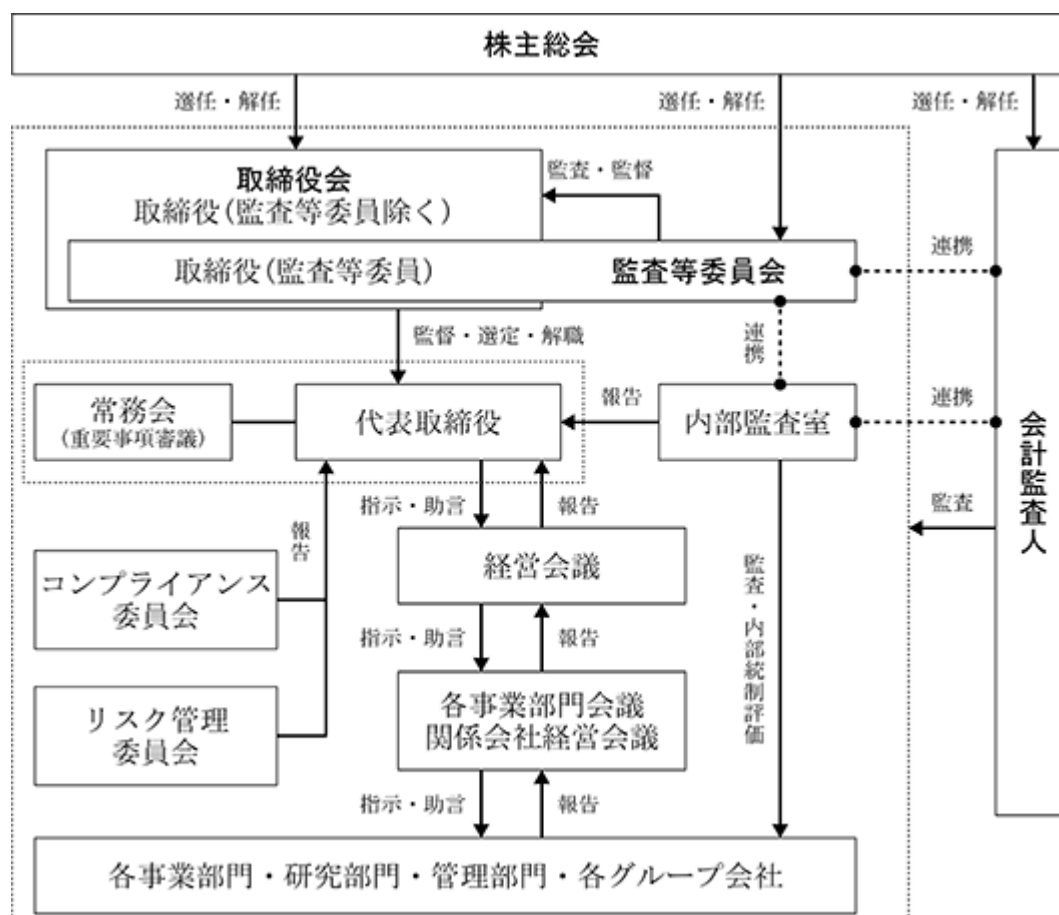 株主総会
選任・解任
選任・解任
選任・解任
取締役会
取締役(監査等委員除く)
監査・監督
取締役(監査等委員)
監査等委員会
連携
監督・選定・解職
連携
常務会
(重要事項審議)
代表取締役
報告
内部監査室
連携
会計監査人
指示・助言
報告
監査
報告
経営会議
コンプライアンス
委員会
監査・内部統制評価
指示・助言
報告
リスク管理
委員会
各事業部門会議
関係会社経営会議
指示・助言
報告
各事業部門・研究部門・管理部門・各グループ会社